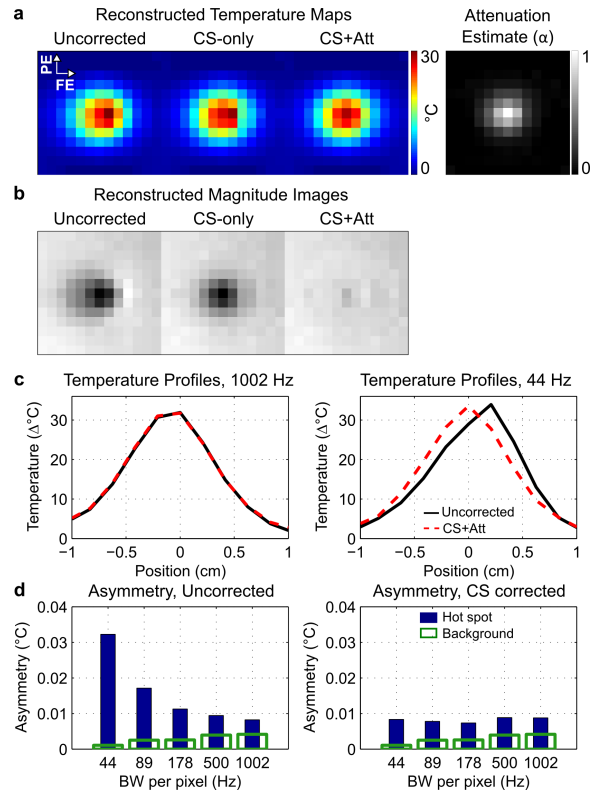 a
Reconstructed Temperature Maps
Attenuation
Estimate (α)
Uncorrected CS-only CS+Att
PE
FE
30
°C
0
1
0
b
Reconstructed Magnitude Images
Uncorrected CS-only CS+Att
c
Temperature Profiles, 1002 Hz
Temperature (Δ°C)
30
20
10
0
−1 −0.5 0 0.5 1
Position (cm)
Temperature Profiles, 44 Hz
Temperature (Δ°C)
30
20
10
0
Uncorrected
CS+Att
−1 −0.5 0 0.5 1
Position (cm)
d
Asymmetry, Uncorrected
Asymmetry (°C)
0.04
0.03
0.02
0.01
0
44 89 178 500 1002
BW per pixel (Hz)
Asymmetry, CS corrected
Asymmetry (°C)
0.04
0.03
0.02
0.01
0
Hot spot
Background
44 89 178 500 1002
BW per pixel (Hz)